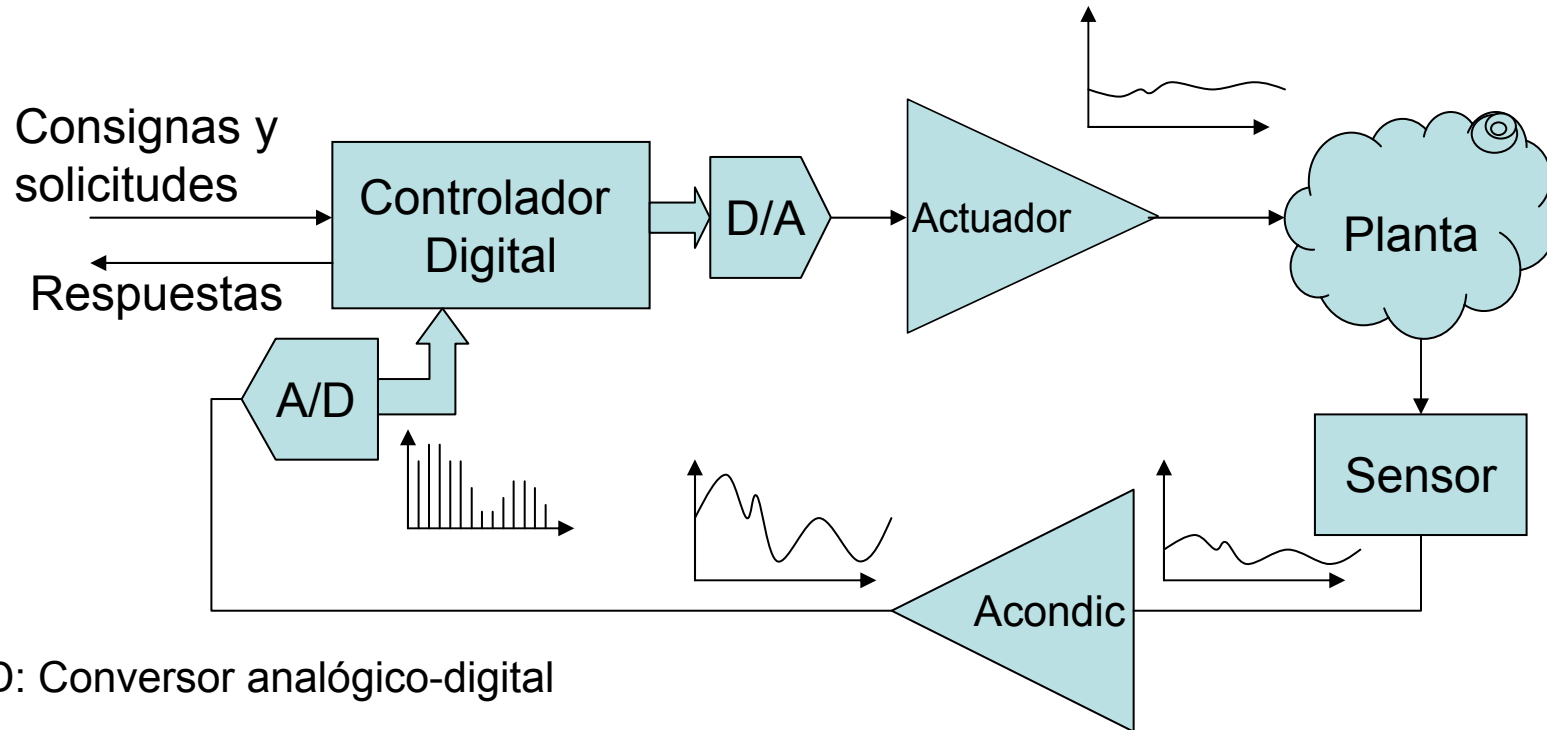 Consignas y
solicitudes
Controlador
Digital
D/A
Actuador
Planta
Respuestas
A/D
Sensor
Acondic
D: Conversor analógico-digital